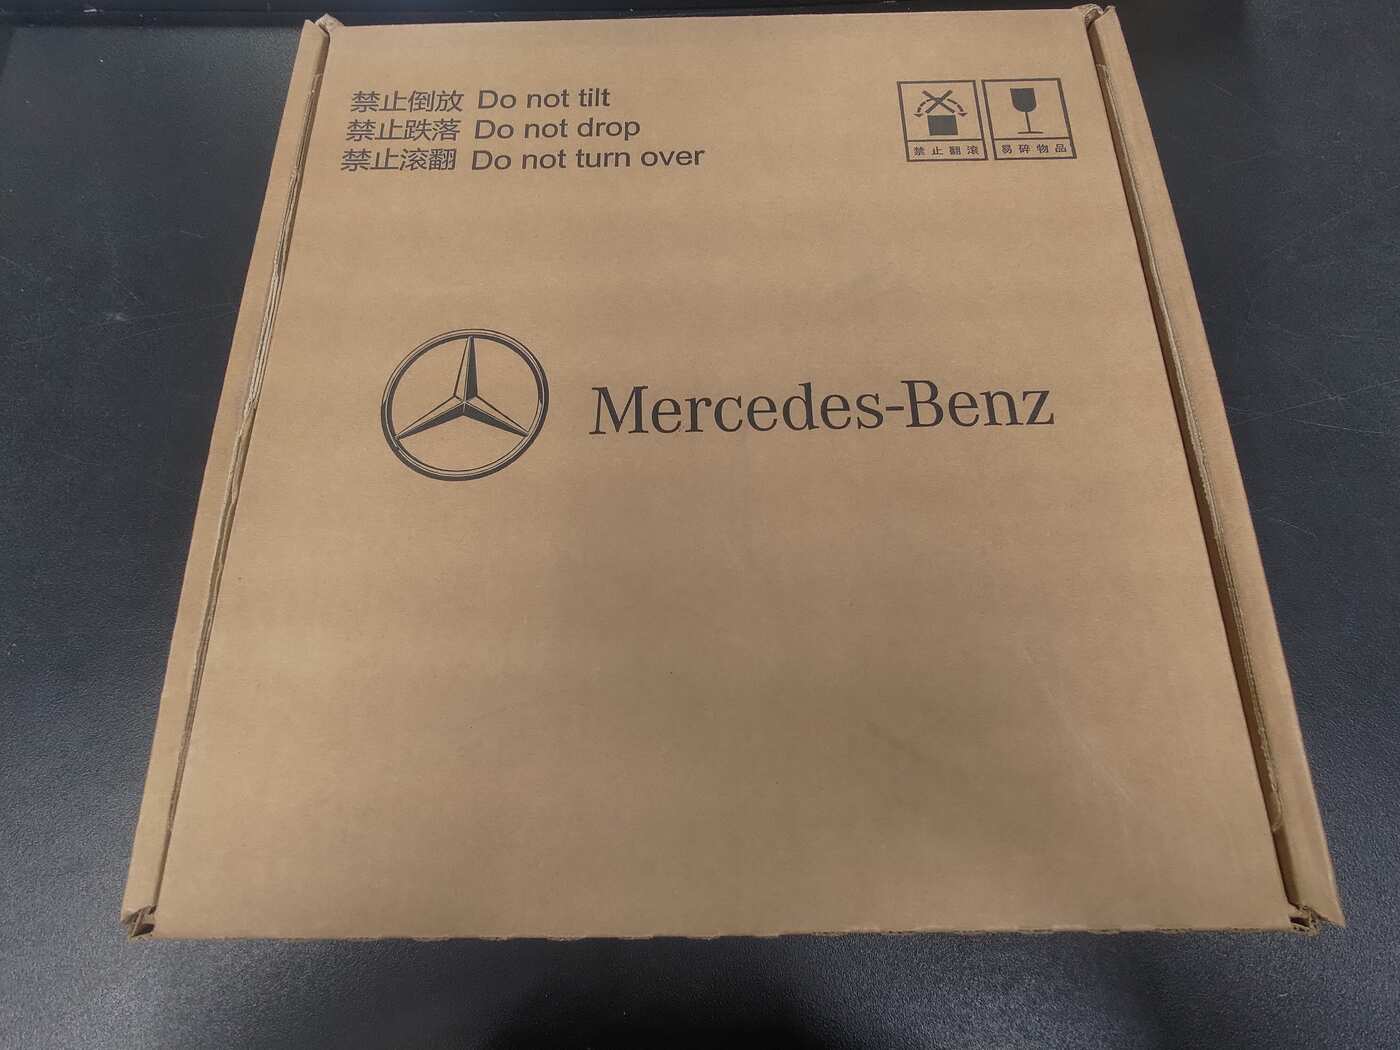 禁止倒放 Do not tilt
禁止跌落 Do not drop
禁止滚翻 Do not turn over
禁止翻滚
易碎物品
Mercedes-Benz